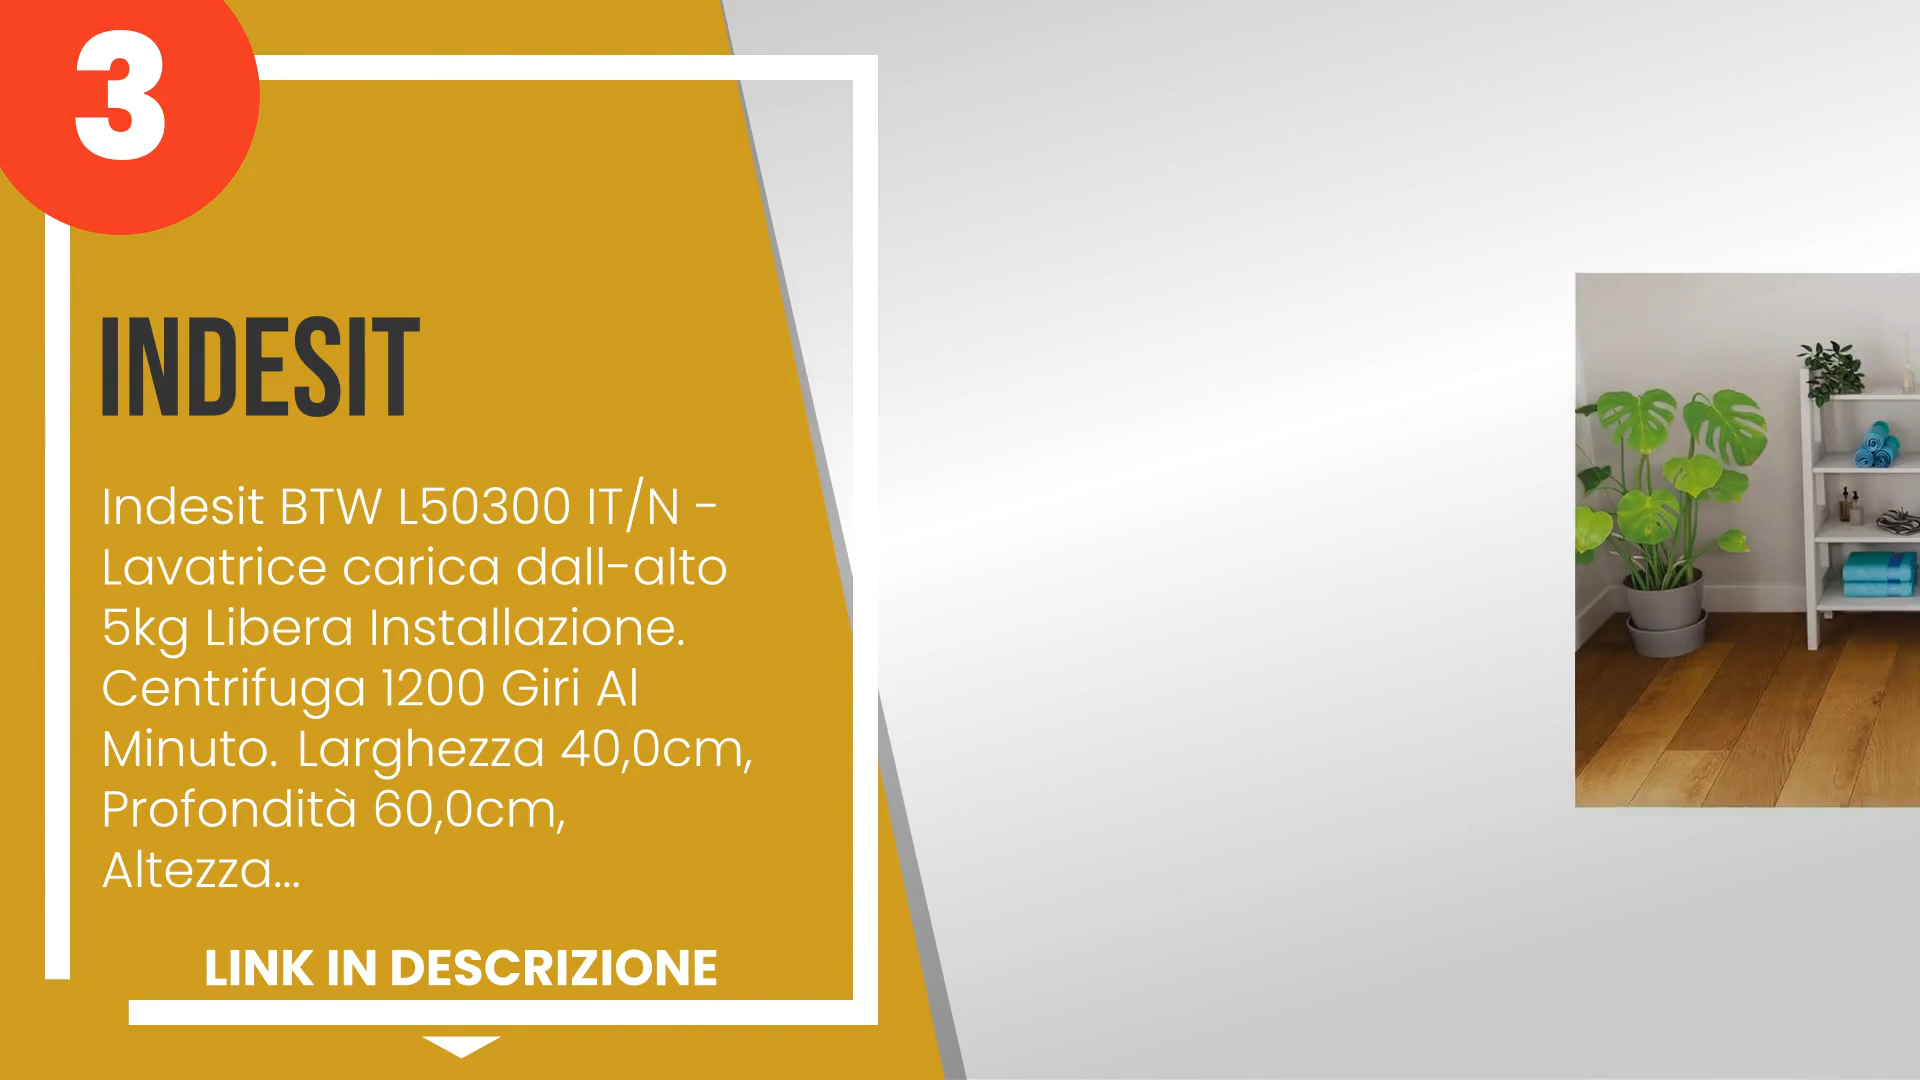 3
INDESIT
Indesit BTW L50300 IT/N -
Lavatrice carica dall-alto
5kg Libera Installazione.
Centrifuga 1200 Giri Al
Minuto. Larghezza 40,0cm,
Profondità 60,0cm,
Altezza...
LINK IN DESCRIZIONE